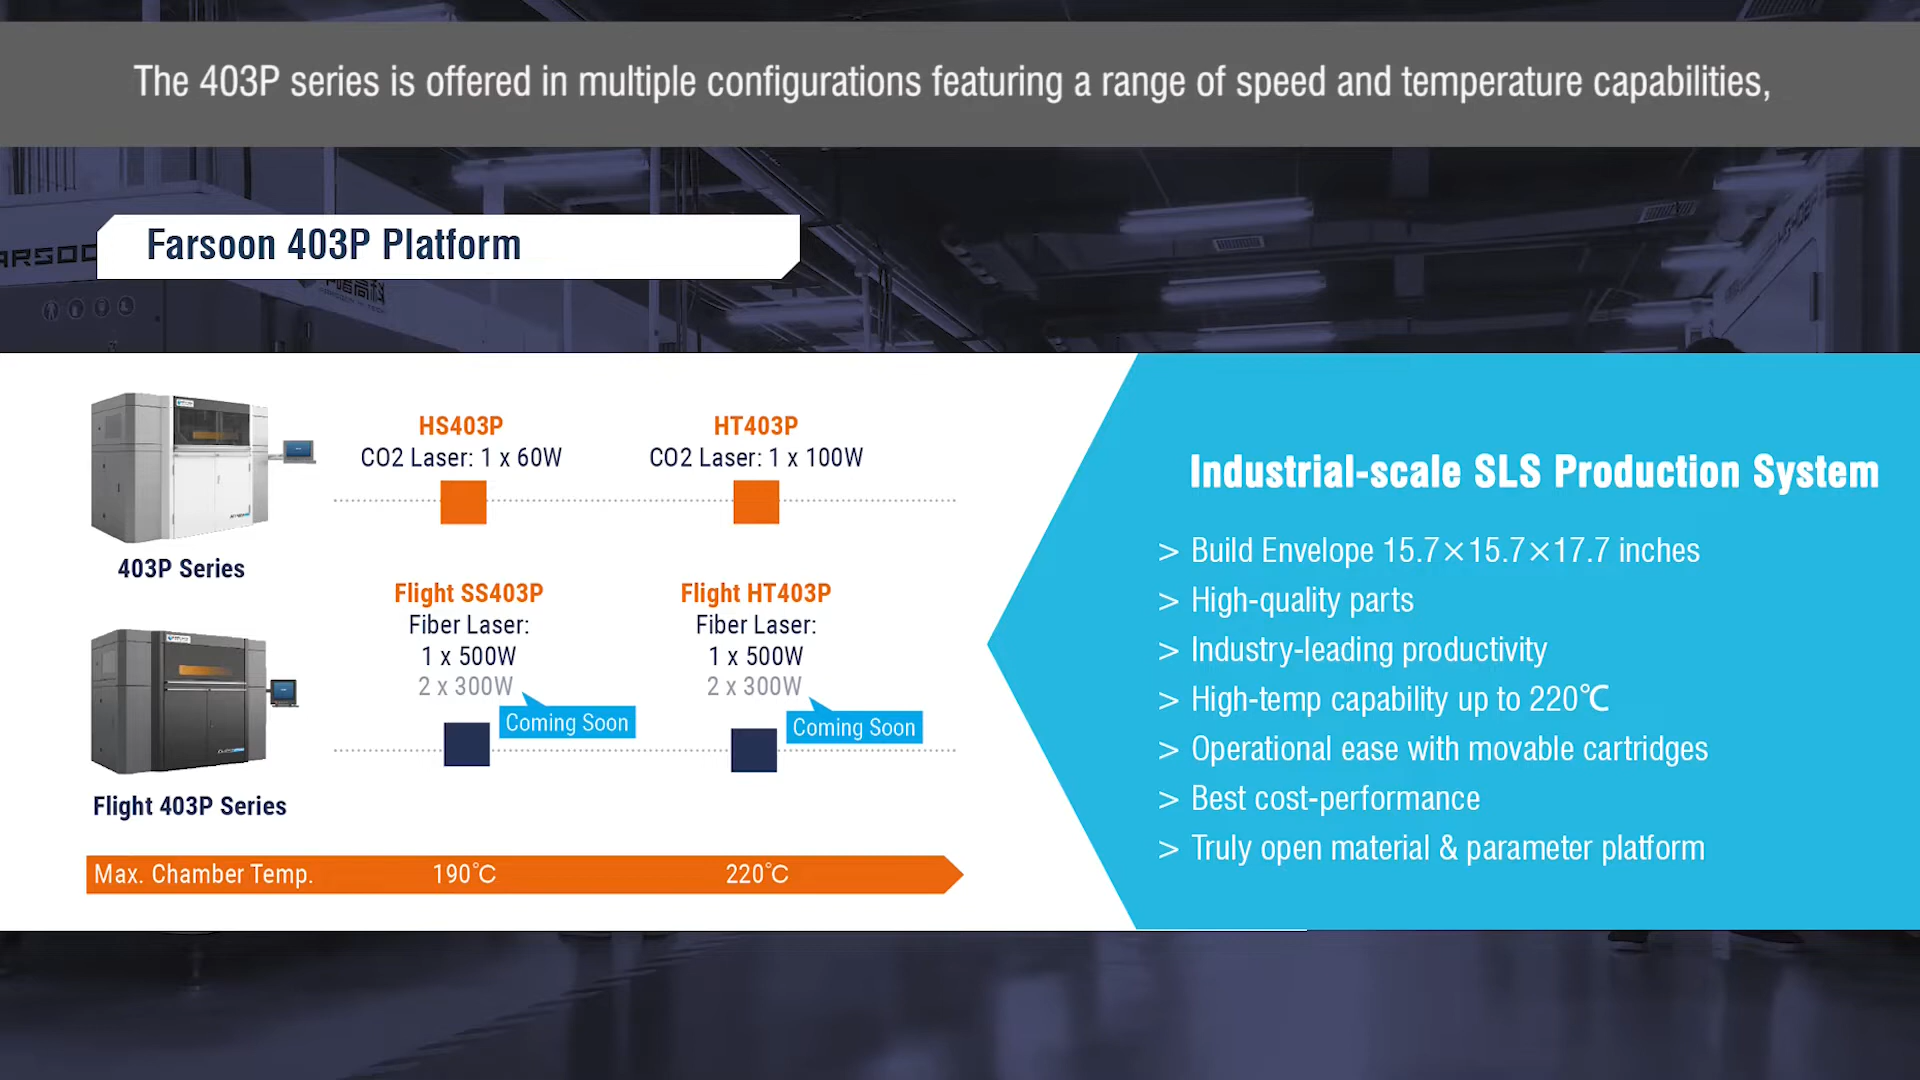 The 403P series is offered in multiple configurations featuring a range of speed and temperature capabilities,
Farsoon 403P Platform
HS403P
CO2 Laser: 1 x 60W
HT403P
CO2 Laser: 1 x 100W
403P Series
Flight SS403P
Fiber Laser:
1 x 500W
2 x 300W
Coming Soon
Flight HT403P
Fiber Laser:
1 x 500W
2 x 300W
Coming Soon
Flight 403P Series
Max. Chamber Temp. 190℃ 220℃
Industrial-scale SLS Production System
> Build Envelope 15.7×15.7×17.7 inches
> High-quality parts
> Industry-leading productivity
> High-temp capability up to 220℃
> Operational ease with movable cartridges
> Best cost-performance
> Truly open material & parameter platform